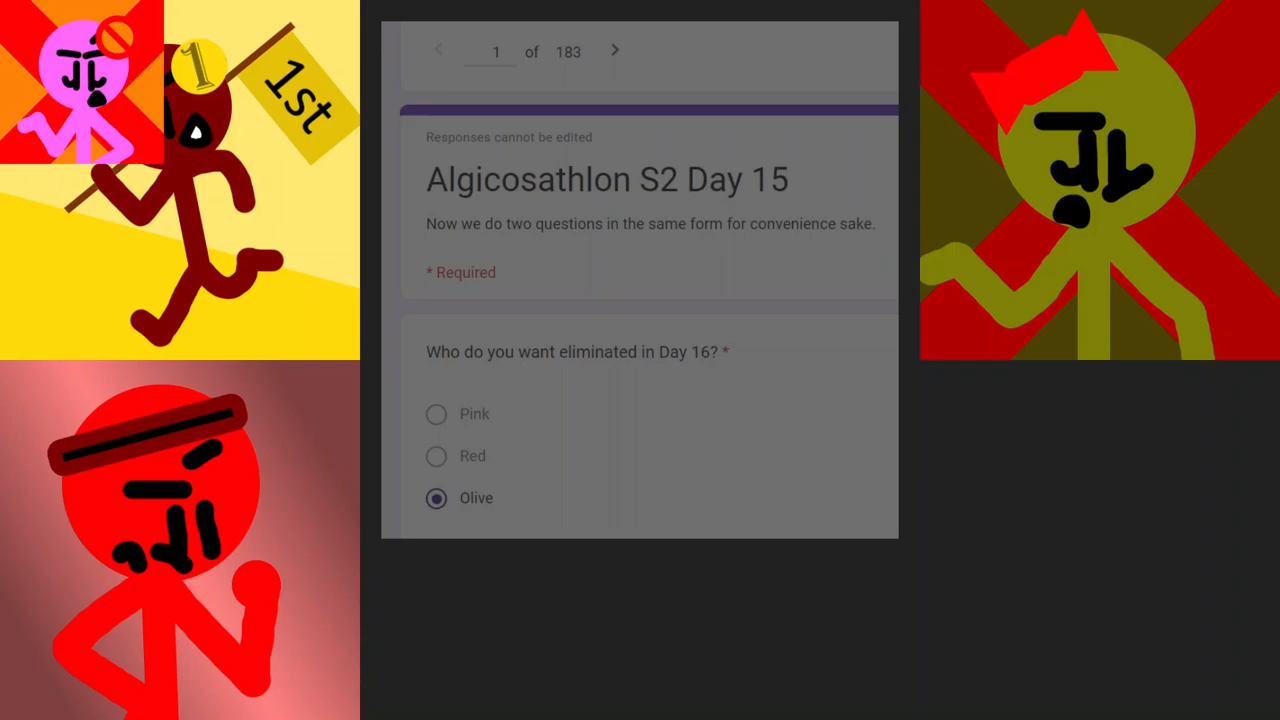 1
1st
1 of 183
Responses cannot be edited
Algicosathlon S2 Day 15
Now we do two questions in the same form for convenience sake.
* Required
Who do you want eliminated in Day 16? *
Pink
Red
Olive